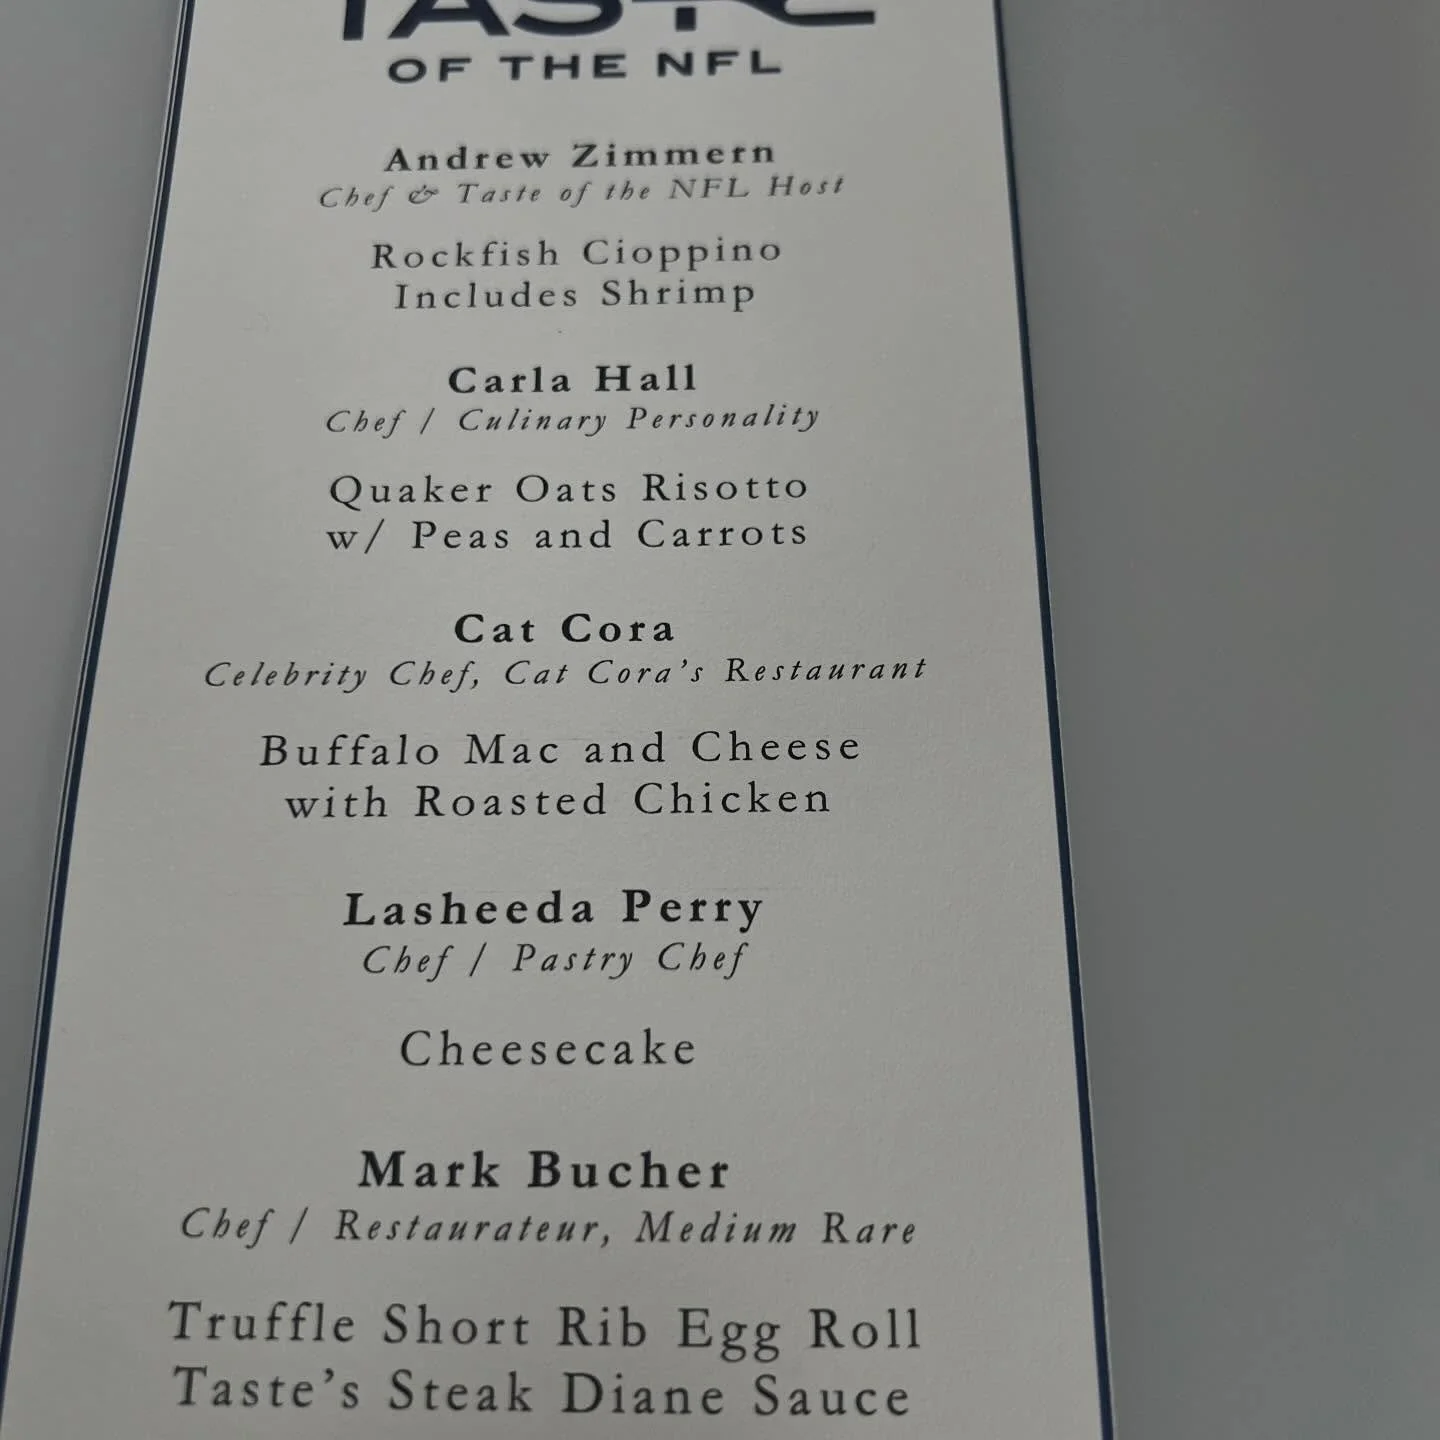 TASTE
OF THE NFL
Andrew Zimmern
Chef & Taste of the NFL Host
Rockfish Cioppino
Includes Shrimp
Carla Hall
Chef / Culinary Personality
Quaker Oats Risotto
w/ Peas and Carrots
Cat Cora
Celebrity Chef, Cat Cora's Restaurant
Buffalo Mac and Cheese
with Roasted Chicken
Lasheeda Perry
Chef / Pastry Chef
Cheesecake
Mark Bucher
Chef / Restaurateur, Medium Rare
Truffle Short Rib Egg Roll
Taste's Steak Diane Sauce